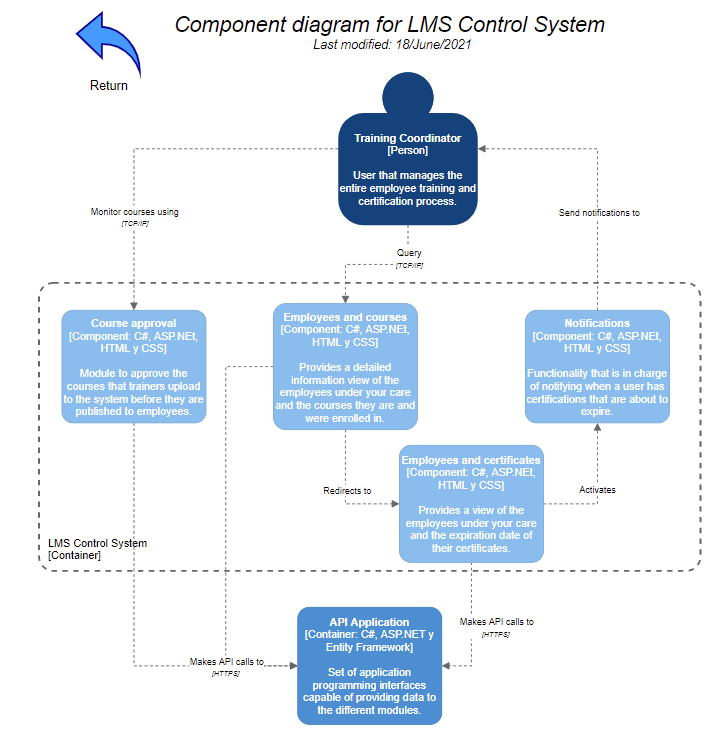 Component diagram for LMS Control System
Last modified: 18/June/2021
Return
Training Coordinator
[Person]
User that manages the
entire employee training and
certification process.
Monitor courses using
[TCP/IP]
Send notifications to
Query
[TCP/IP]
Course approval
[Component: C#, ASP.NEt,
HTML y CSS]
Module to approve the
courses that trainers upload
to the system before they are
published to employees.
Employees and courses
[Component: C#, ASP.NEt,
HTML y CSS]
Provides a detailed
information view of the
employees under your care
and the courses they are and
were enrolled in.
Notifications
[Component: C#, ASP.NEt,
HTML y CSS]
Functionality that is in charge
of notifying when a user has
certifications that are about to
expire.
Employees and certificates
[Component: C#, ASP.NEt,
HTML y CSS]
Provides a view of the
employees under your care
and the expiration date of
their certificates.
Redirects to
Activates
LMS Control System
[Container]
API Application
[Container: C#, ASP.NET y
Entity Framework]
Set of application
programming interfaces
capable of providing data to
the different modules.
Makes API calls to
[HTTPS]
Makes API calls to
[HTTPS]